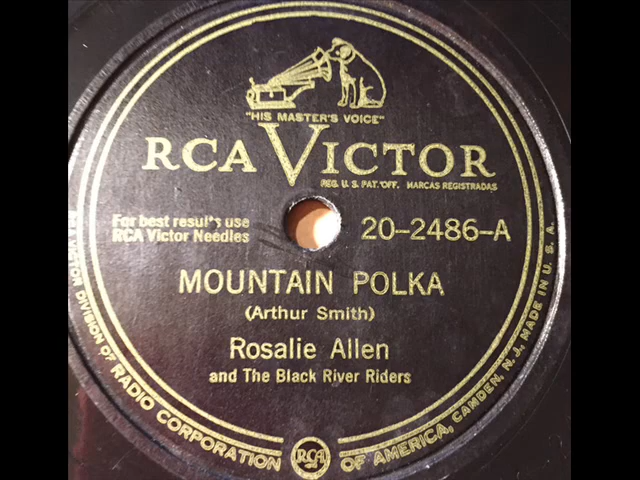 "HIS MASTER'S VOICE"
RCA VICTOR
REG. U. S. PAT. OFF. MARCAS REGISTRADAS
For best results use
RCA Victor Needles
20-2486-A
MOUNTAIN POLKA
(Arthur Smith)
Rosalie Allen
and The Black River Riders
RCA VICTOR DIVISION OF RADIO CORPORATION OF AMERICA, CAMDEN, N. J., MADE IN U. S. A.
RCA